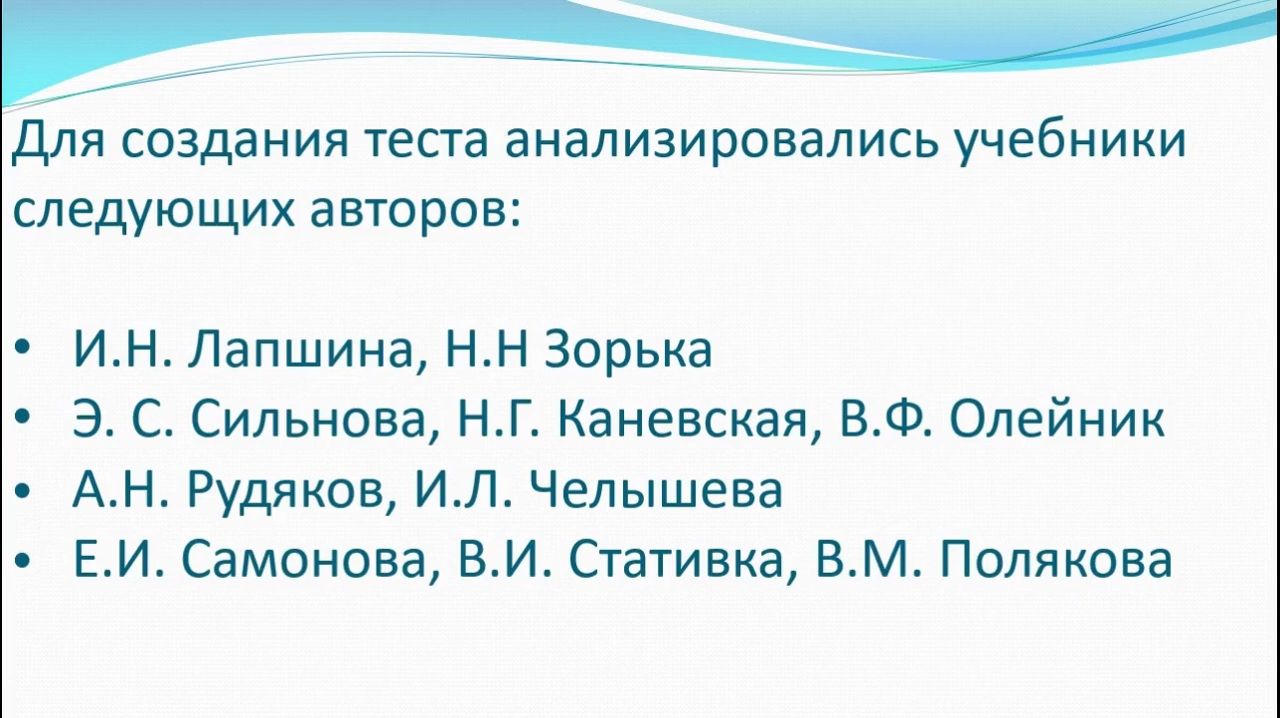 Для создания теста анализировались учебники
следующих авторов:
• И.Н. Лапшина, Н.Н Зорька
• Э. С. Сильнова, Н.Г. Каневская, В.Ф. Олейник
• А.Н. Рудяков, И.Л. Челышева
• Е.И. Самонова, В.И. Стативка, В.М. Полякова